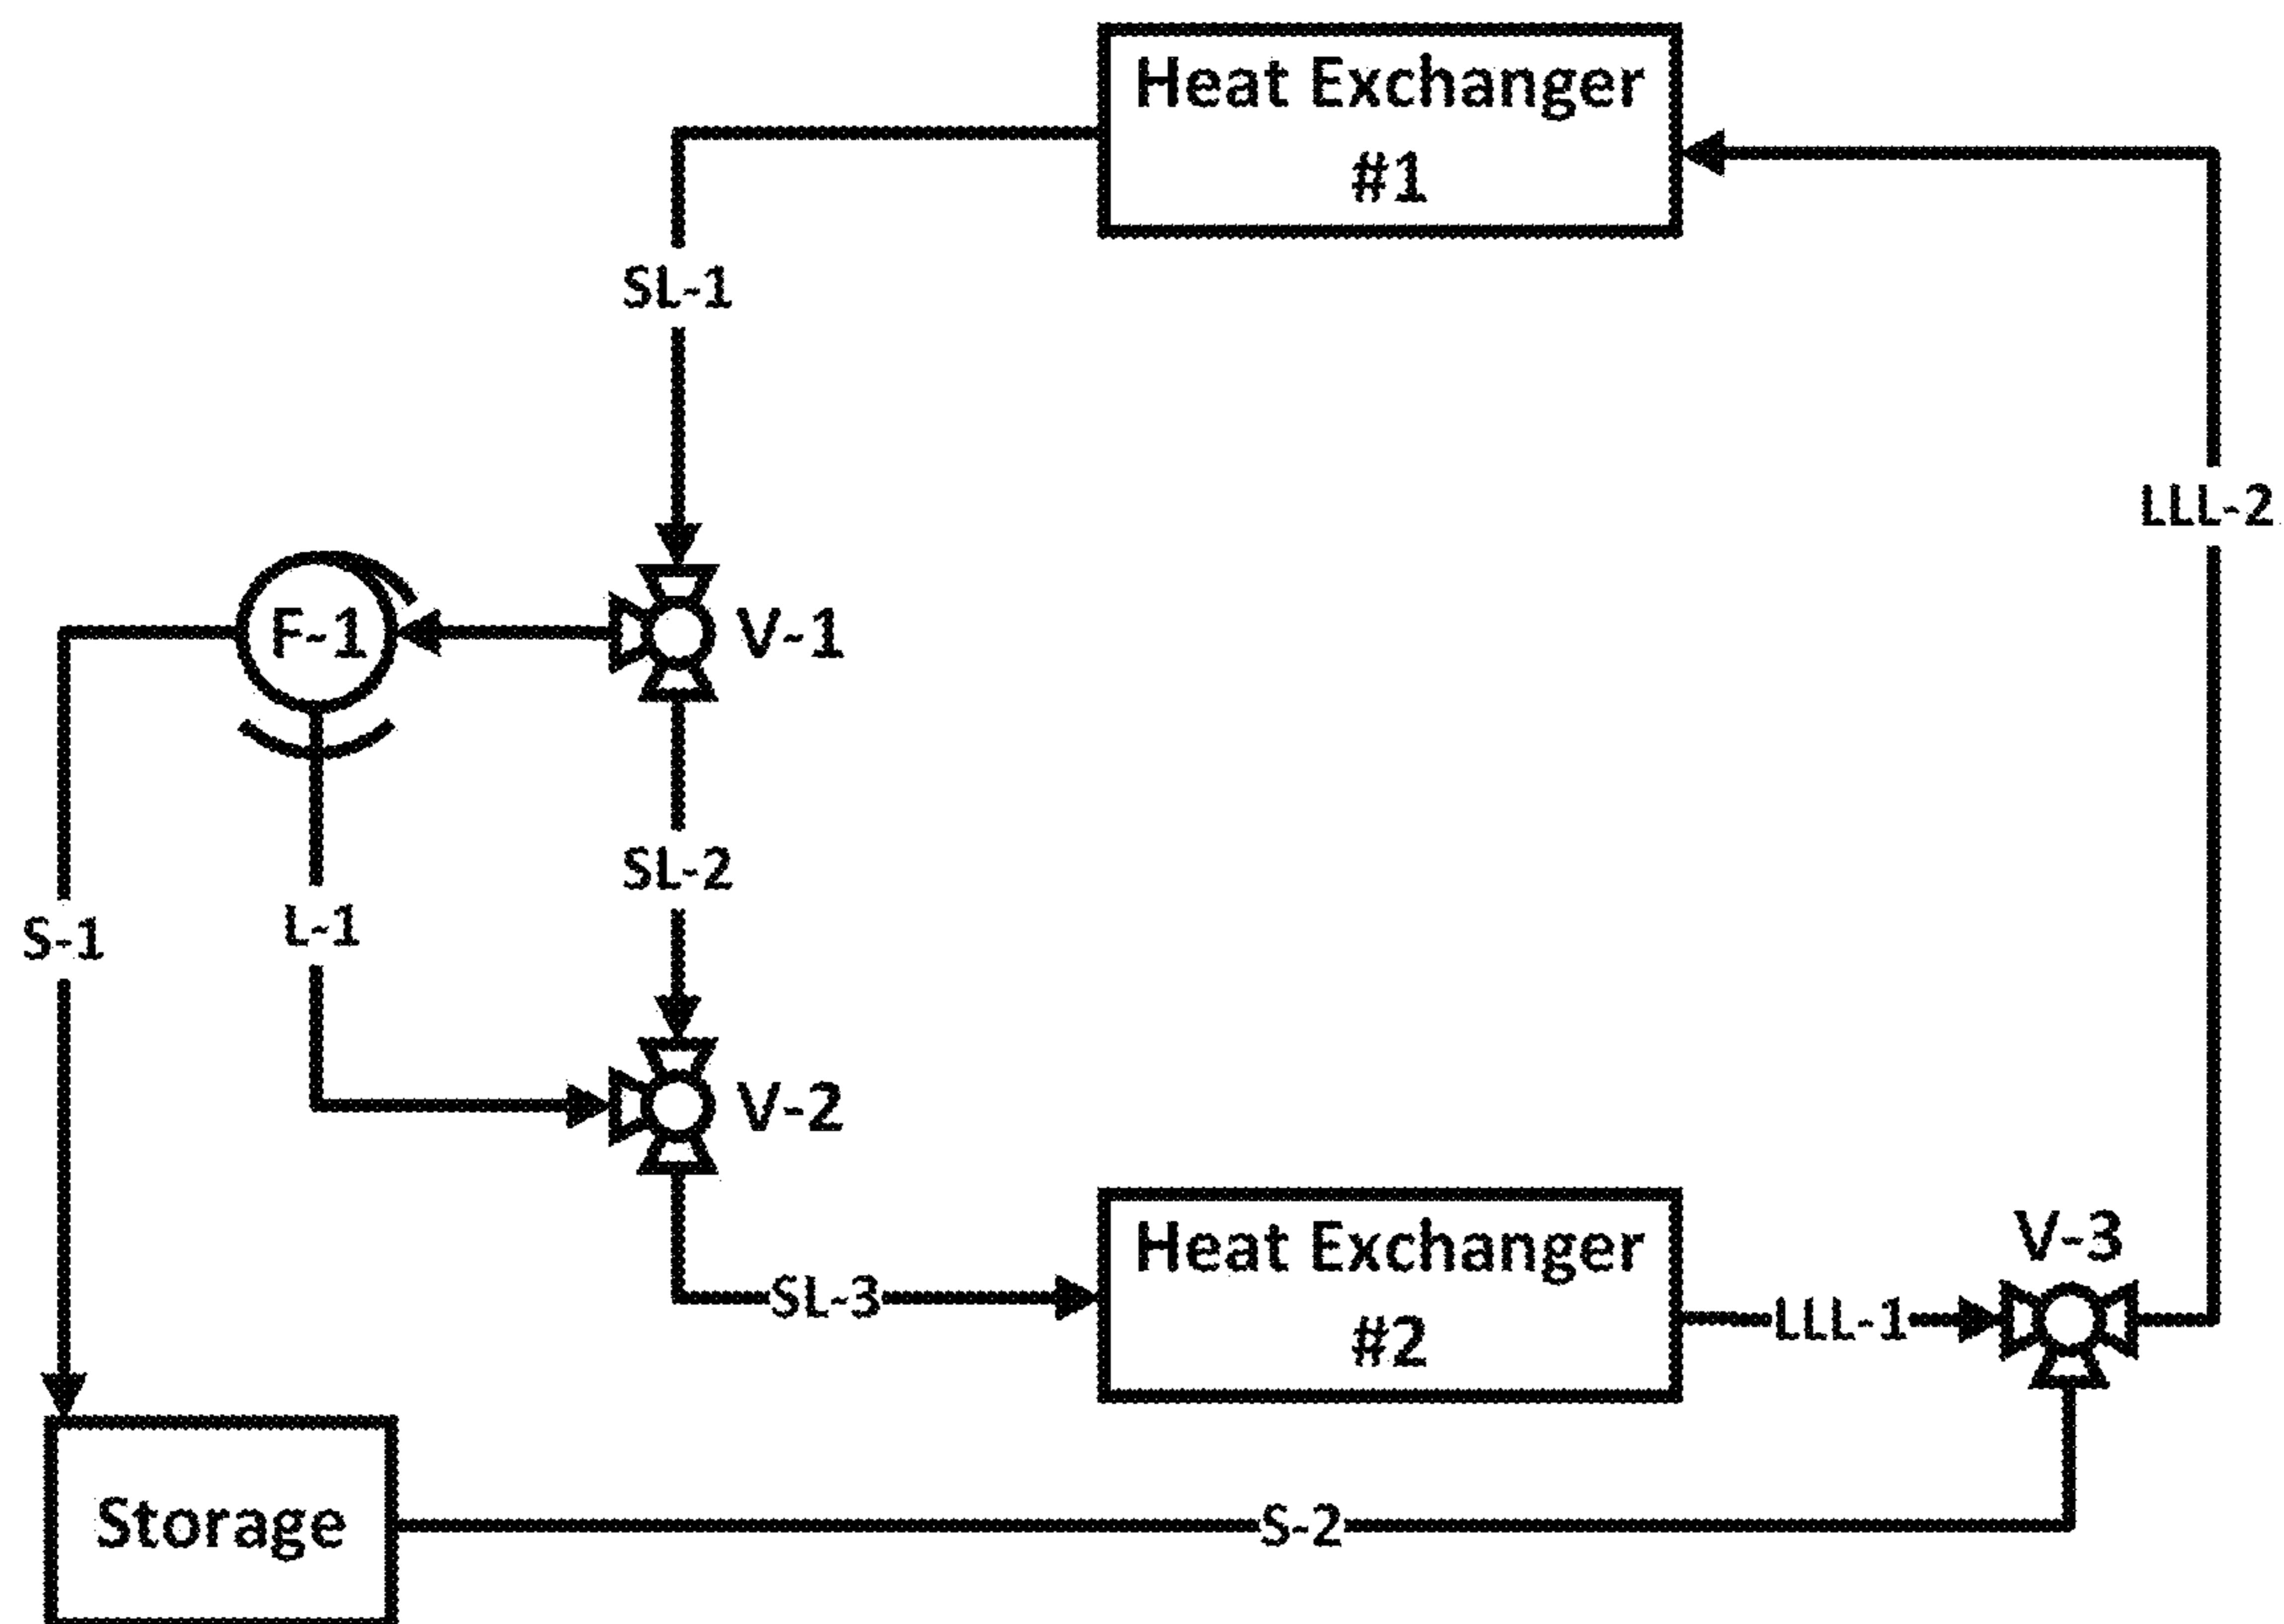 Heat Exchanger
#1
SL-1
LLL-2
F-1
V-1
SL-2
S-1
L-1
V-2
Heat Exchanger
#2
V-3
SL-3
LLL-1
Storage
S-2